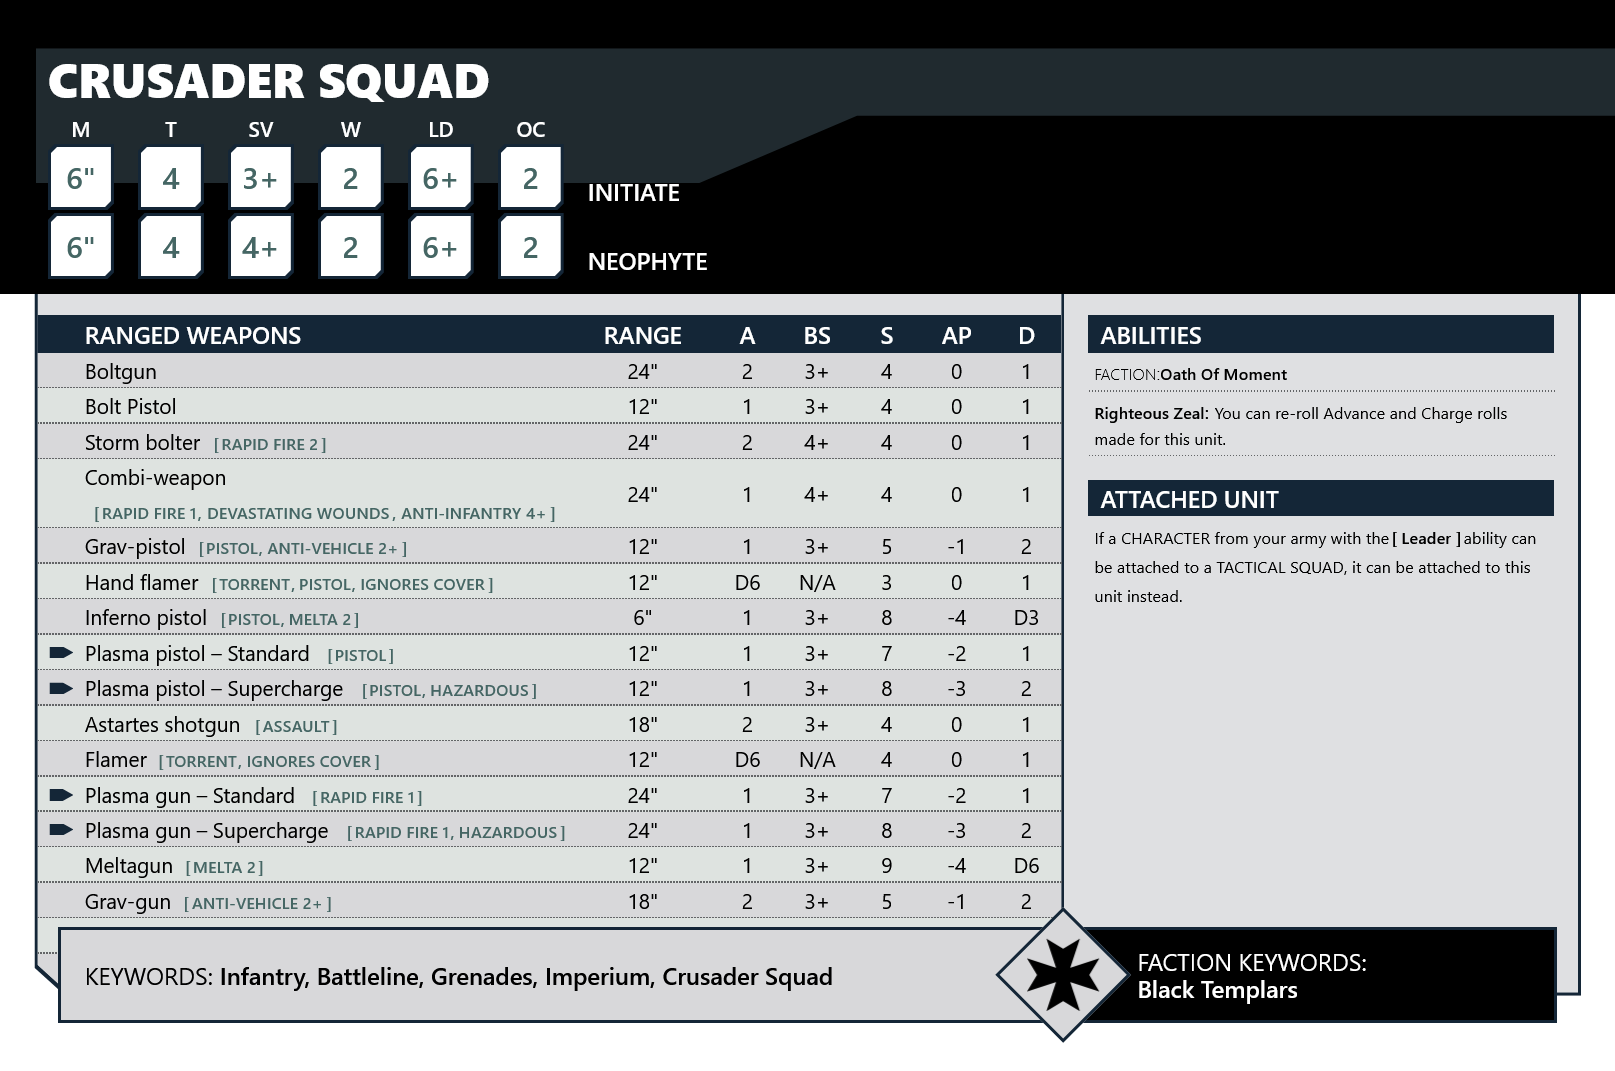 CRUSADER SQUAD
M T SV W LD OC
6" 4 3+ 2 6+ 2 INITIATE
6" 4 4+ 2 6+ 2 NEOPHYTE
RANGED WEAPONS RANGE A BS S AP D
Boltgun 24" 2 3+ 4 0 1
Bolt Pistol 12" 1 3+ 4 0 1
Storm bolter [RAPID FIRE 2] 24" 2 4+ 4 0 1
Combi-weapon 24" 1 4+ 4 0 1
[RAPID FIRE 1, DEVASTATING WOUNDS, ANTI-INFANTRY 4+]
Grav-pistol [PISTOL, ANTI-VEHICLE 2+] 12" 1 3+ 5 -1 2
Hand flamer [TORRENT, PISTOL, IGNORES COVER] 12" D6 N/A 3 0 1
Inferno pistol [PISTOL, MELTA 2] 6" 1 3+ 8 -4 D3
Plasma pistol – Standard [PISTOL] 12" 1 3+ 7 -2 1
Plasma pistol – Supercharge [PISTOL, HAZARDOUS] 12" 1 3+ 8 -3 2
Astartes shotgun [ASSAULT] 18" 2 3+ 4 0 1
Flamer [TORRENT, IGNORES COVER] 12" D6 N/A 4 0 1
Plasma gun – Standard [RAPID FIRE 1] 24" 1 3+ 7 -2 1
Plasma gun – Supercharge [RAPID FIRE 1, HAZARDOUS] 24" 1 3+ 8 -3 2
Meltagun [MELTA 2] 12" 1 3+ 9 -4 D6
Grav-gun [ANTI-VEHICLE 2+] 18" 2 3+ 5 -1 2
ABILITIES
FACTION:Oath Of Moment
Righteous Zeal: You can re-roll Advance and Charge rolls
made for this unit.
ATTACHED UNIT
If a CHARACTER from your army with the [Leader] ability can
be attached to a TACTICAL SQUAD, it can be attached to this
unit instead.
KEYWORDS: Infantry, Battleline, Grenades, Imperium, Crusader Squad
FACTION KEYWORDS:
Black Templars